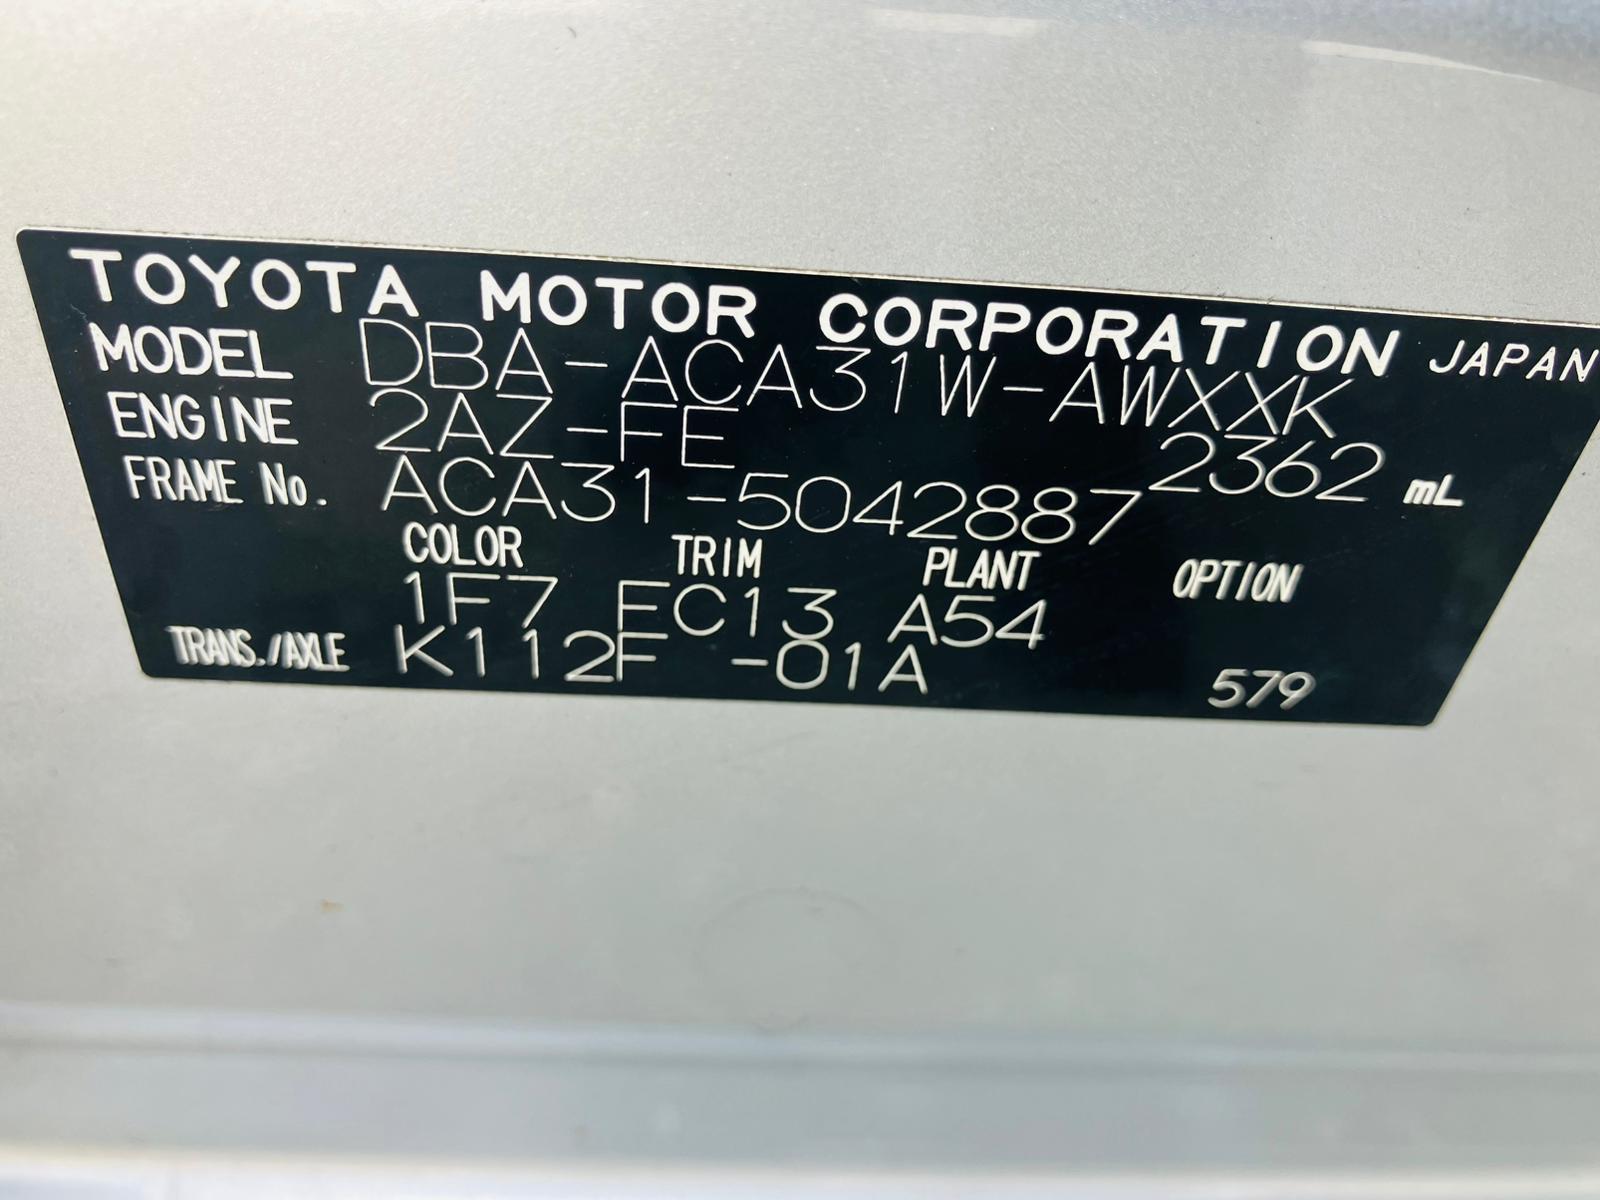 TOYOTA MOTOR CORPORATION JAPAN
MODEL DBA-ACA31W-AWXXK
ENGINE 2AZ-FE 2362 mL
FRAME No. ACA31-5042887
COLOR TRIM PLANT OPTION
1F7 FC13 A54
TRANS./AXLE K112F -01A
579